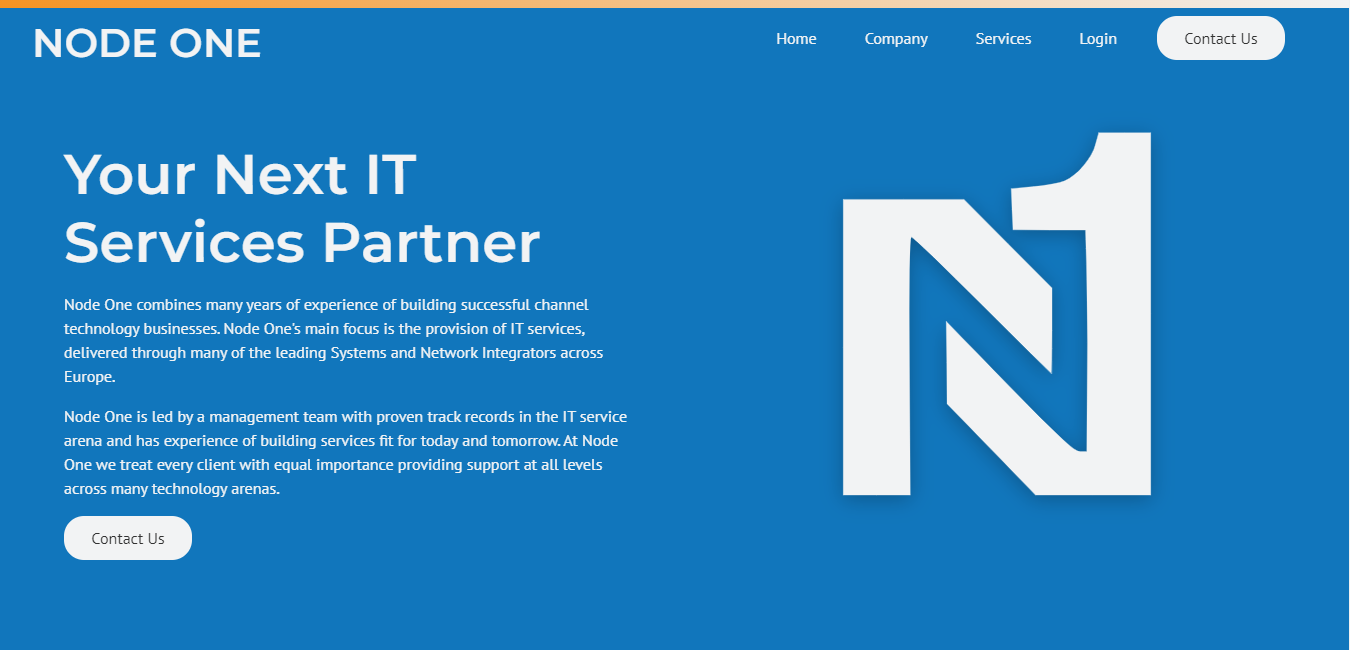 NODE ONE
Home
Company
Services
Login
Contact Us
Your Next IT
Services Partner
Node One combines many years of experience of building successful channel
technology businesses. Node One's main focus is the provision of IT services,
delivered through many of the leading Systems and Network Integrators across
Europe.
Node One is led by a management team with proven track records in the IT service
arena and has experience of building services fit for today and tomorrow. At Node
One we treat every client with equal importance providing support at all levels
across many technology arenas.
Contact Us
N1